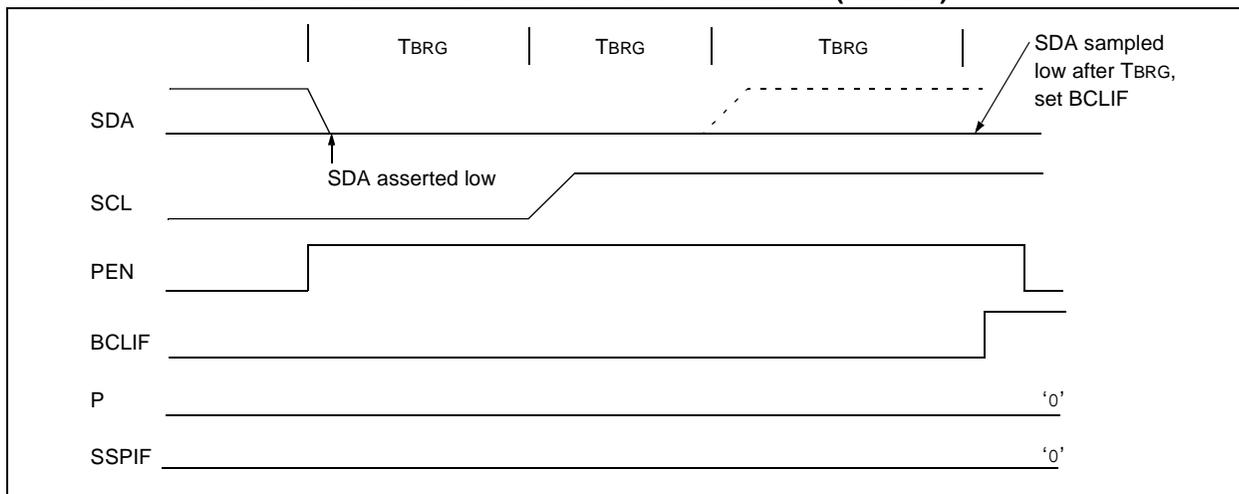 TBRG TBRG TBRG
SDA sampled
low after TBRG,
set BCLIF
SDA
SDA asserted low
SCL
PEN
BCLIF
P
‘0’
SSPIF
‘0’